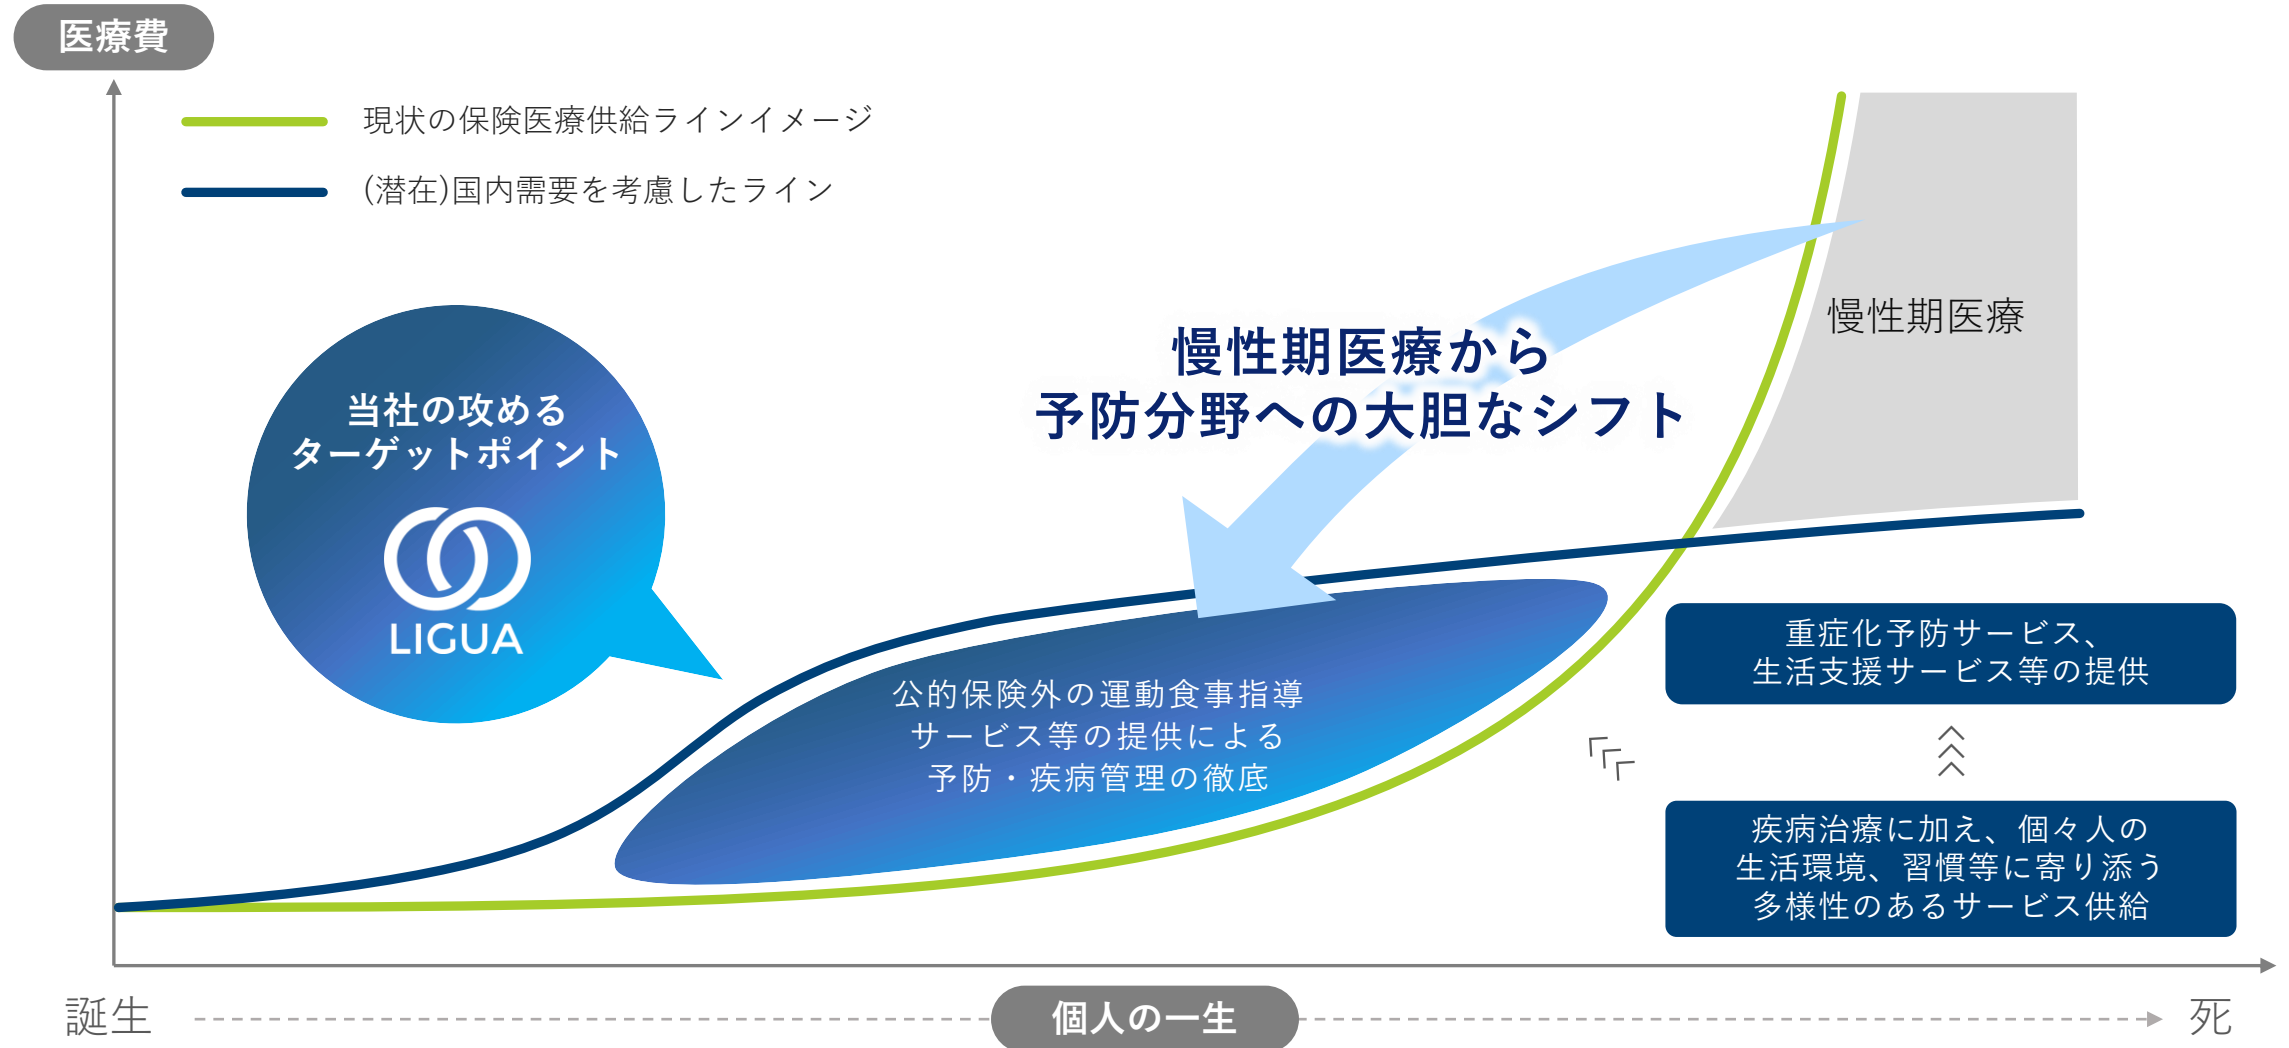 医療費
現状の保険医療供給ラインイメージ
(潜在)国内需要を考慮したライン
慢性期医療
慢性期医療から
予防分野への大胆なシフト
当社の攻める
ターゲットポイント
LIGUA
公的保険外の運動食事指導
サービス等の提供による
予防・疾病管理の徹底
重症化予防サービス、
生活支援サービス等の提供
疾病治療に加え、個々人の
生活環境、習慣等に寄り添う
多様性のあるサービス供給
誕生
個人の一生
死